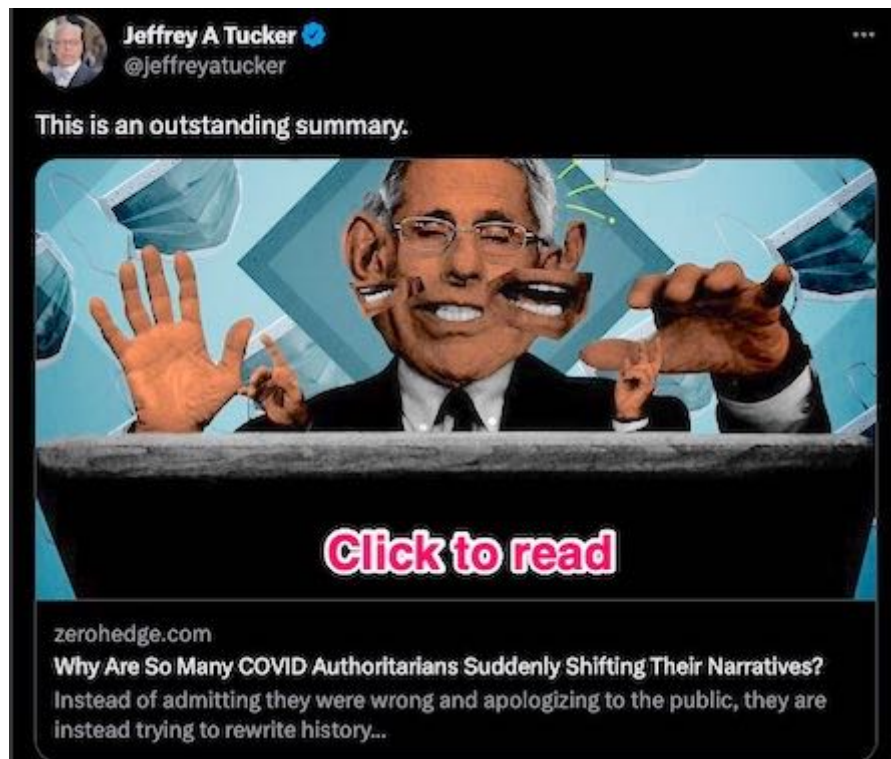 Jeffrey A Tucker
@jeffreyatucker
This is an outstanding summary.
Click to read
zerohedge.com
Why Are So Many COVID Authoritarians Suddenly Shifting Their Narratives?
Instead of admitting they were wrong and apologizing to the public, they are
instead trying to rewrite history...